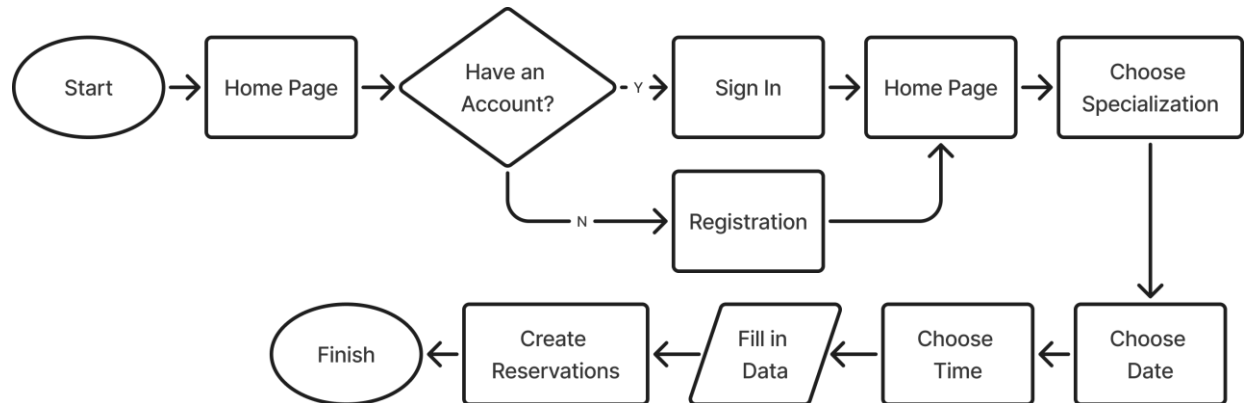 Start
Home Page
Have an
Account?
Y
Sign In
Home Page
Choose
Specialization
N
Registration
Choose
Date
Choose
Time
Fill in
Data
Create
Reservations
Finish